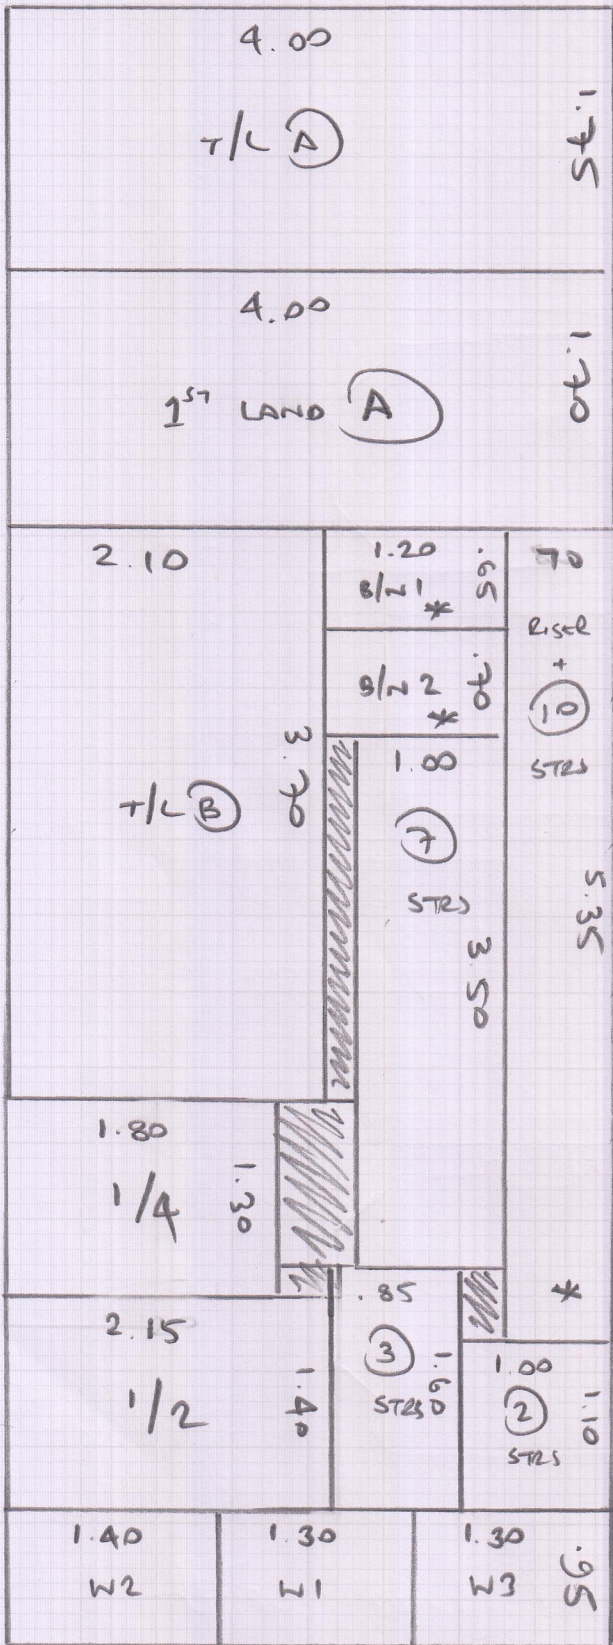 4.00
T/L A
1.75
4.00
1ST LAND A
1.70
2.10
T/L B
3.70
1.20
B/N 1 *
.65
B/N 2 *
.70
1.00
7
STRS
3.50
70
RISER
+
10
STRS
5.35
*
1.80
1/4
1.30
2.15
1/2
1.40
.85
3
STRS
1.60
1.00
2
STRS
1.10
1.40
W2
1.30
W1
1.30
W3
.95